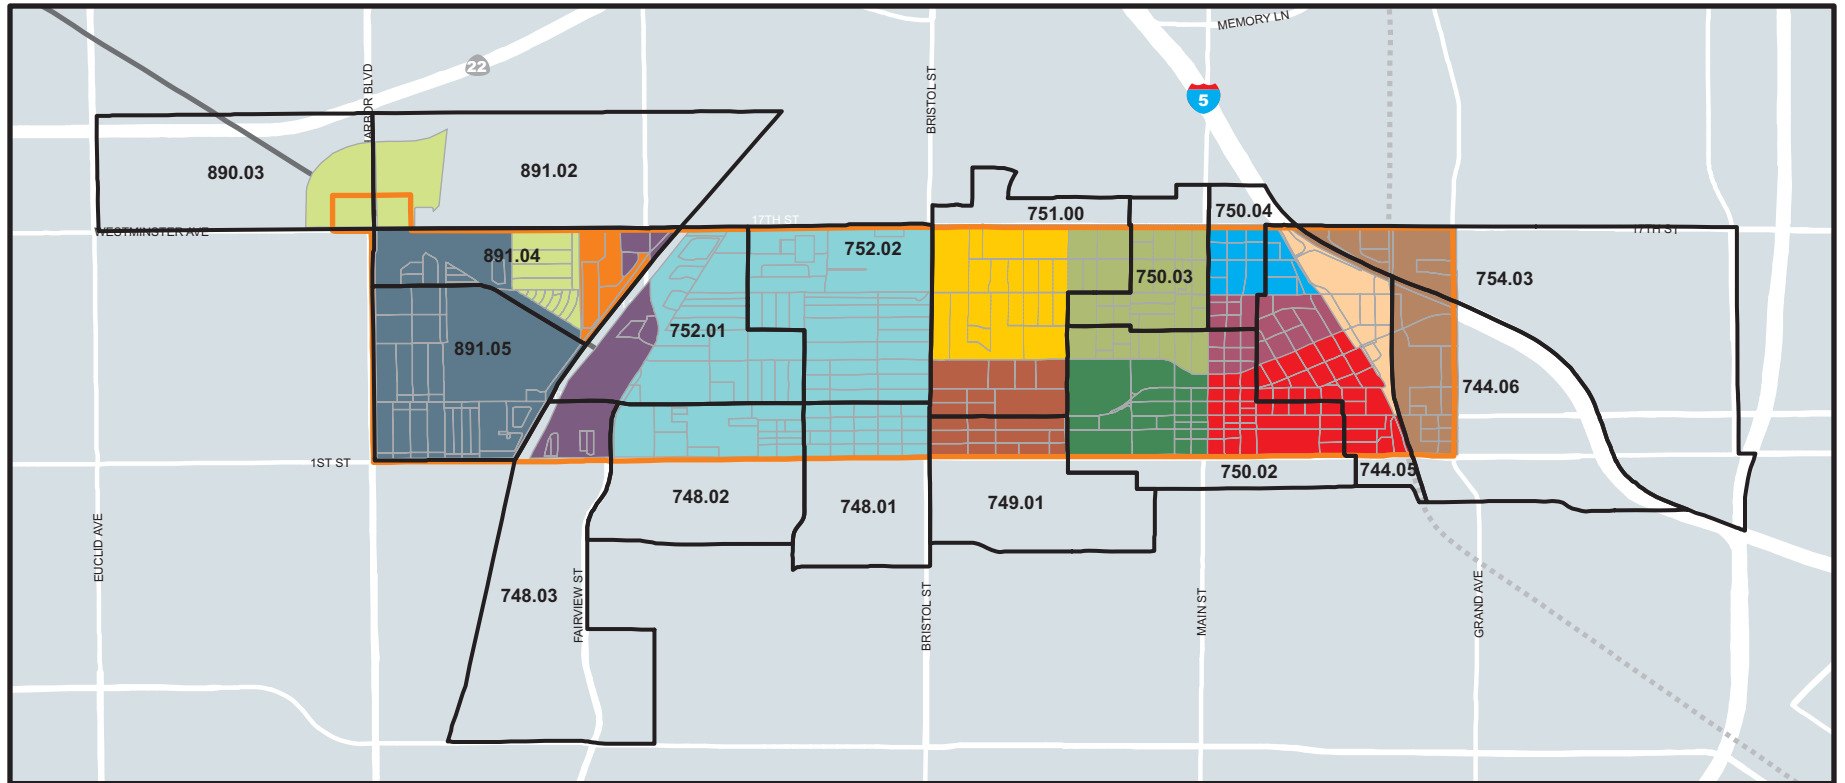 MEMORY LN
22
HARBOR BLVD
BRISTOL ST
5
890.03
891.02
751.00
750.04
17TH ST
WESTMINSTER AVE
17TH ST
891.04
752.02
750.03
754.03
752.01
891.05
744.06
1ST ST
750.02
744.05
748.02
748.01
749.01
EUCLID AVE
FAIRVIEW ST
748.03
BRISTOL ST
MAIN ST
GRAND AVE